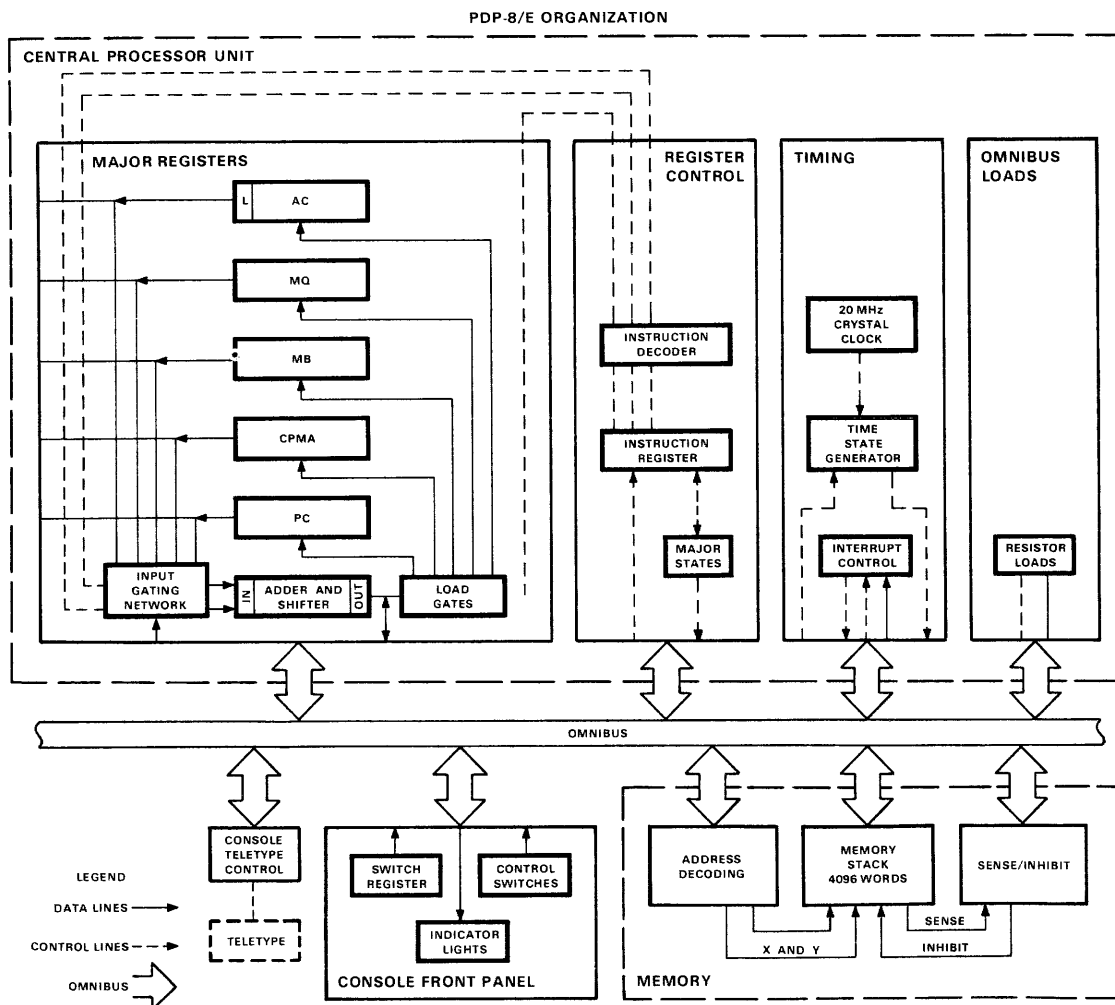 PDP-8/E ORGANIZATION
CENTRAL PROCESSOR UNIT
MAJOR REGISTERS
L
AC
MQ
MB
CPMA
PC
INPUT
GATING
NETWORK
IN
ADDER AND
SHIFTER
OUT
LOAD
GATES
REGISTER
CONTROL
INSTRUCTION
DECODER
INSTRUCTION
REGISTER
MAJOR
STATES
TIMING
20 MHz
CRYSTAL
CLOCK
TIME
STATE
GENERATOR
INTERRUPT
CONTROL
OMNIBUS
LOADS
RESISTOR
LOADS
OMNIBUS
CONSOLE
TELETYPE
CONTROL
TELETYPE
SWITCH
REGISTER
CONTROL
SWITCHES
INDICATOR
LIGHTS
CONSOLE FRONT PANEL
ADDRESS
DECODING
MEMORY
STACK
4096 WORDS
SENSE/INHIBIT
X AND Y
SENSE
INHIBIT
MEMORY
LEGEND
DATA LINES
CONTROL LINES
OMNIBUS